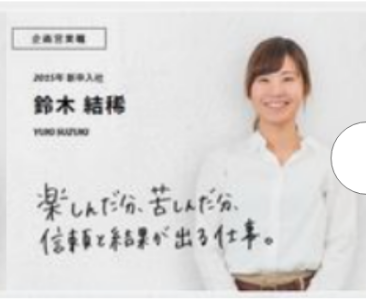 企画営業職
2015年 新卒入社
鈴木 結稀
YUKI SUZUKI
楽しんだ分、苦しんだ分、
信頼と結果が出る仕事。